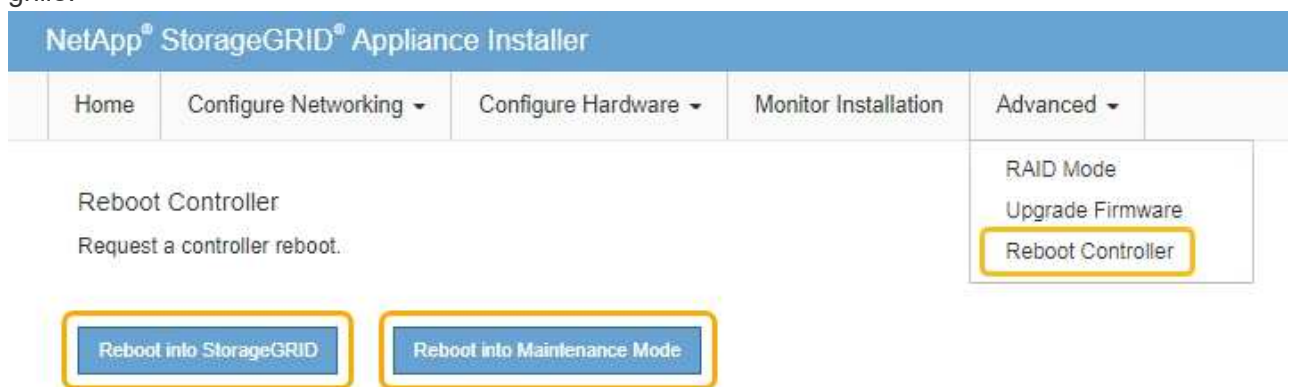 grille.
NetApp® StorageGRID® Appliance Installer
Home Configure Networking Configure Hardware Monitor Installation Advanced
RAID Mode
Upgrade Firmware
Reboot Controller
Reboot Controller
Request a controller reboot.
Reboot into StorageGRID Reboot into Maintenance Mode